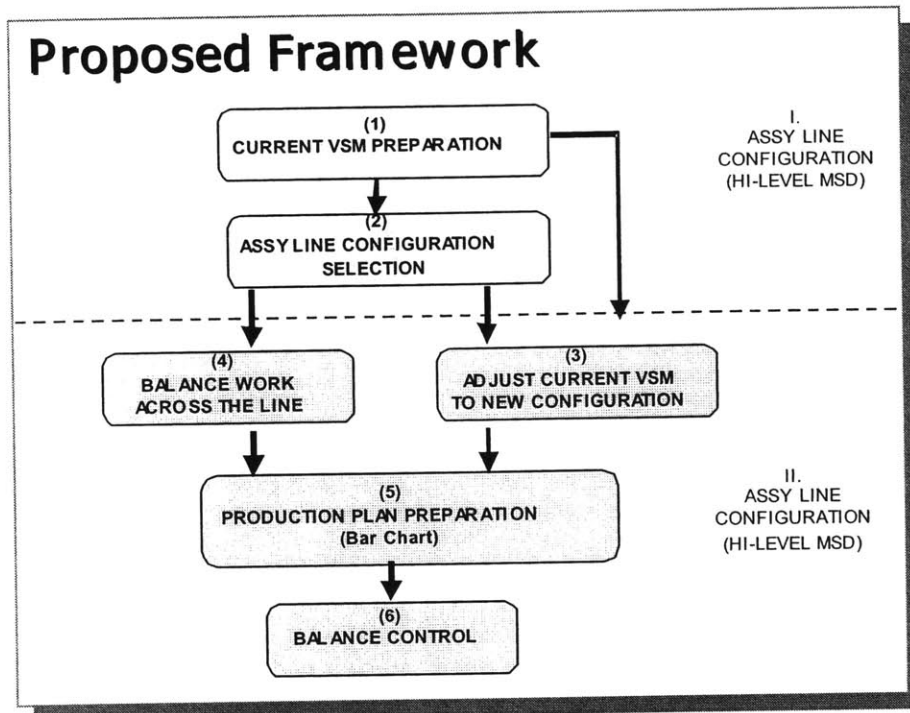 Proposed Framework
(1)
CURRENT VSM PREPARATION
I.
ASSY LINE
CONFIGURATION
(HI-LEVEL MSD)
(2)
ASSY LINE CONFIGURATION
SELECTION
(4)
BALANCE WORK
ACROSS THE LINE
(3)
ADJUST CURRENT VSM
TO NEW CONFIGURATION
(5)
PRODUCTION PLAN PREPARATION
(Bar Chart)
II.
ASSY LINE
CONFIGURATION
(HI-LEVEL MSD)
(6)
BALANCE CONTROL